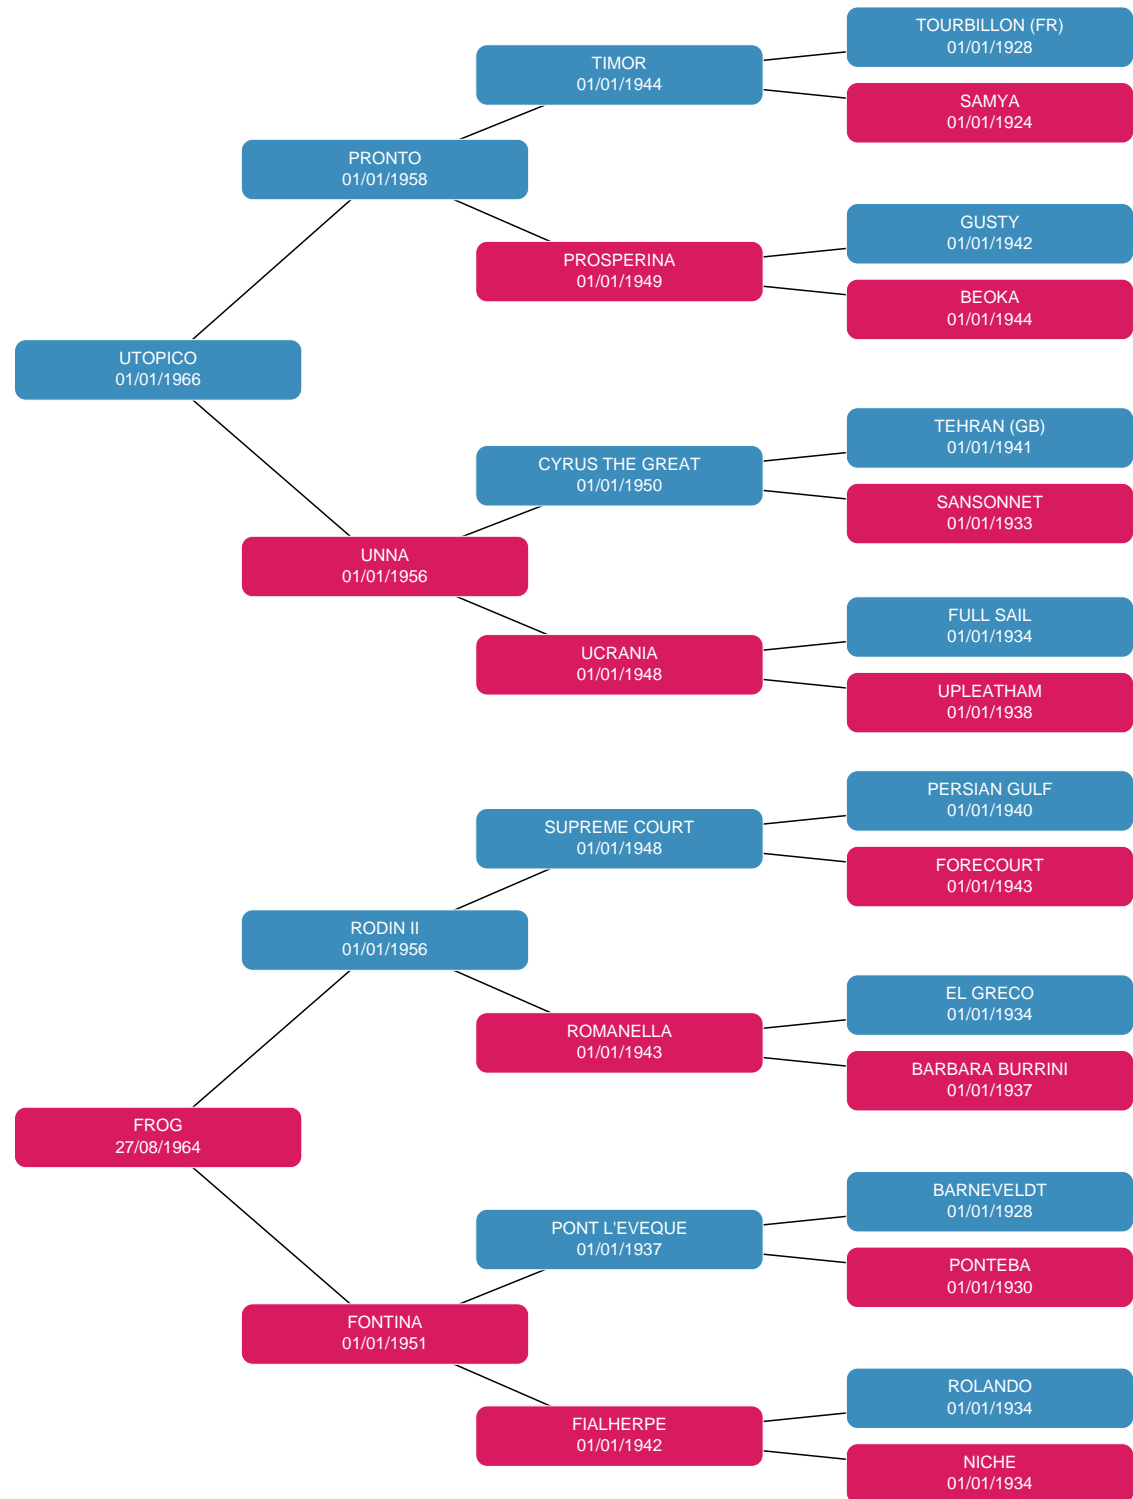 TOURBILLON (FR)
01/01/1928
TIMOR
01/01/1944
SAMYA
01/01/1924
PRONTO
01/01/1958
GUSTY
01/01/1942
PROSPERINA
01/01/1949
BEOKA
01/01/1944
UTOPICO
01/01/1966
TEHRAN (GB)
01/01/1941
CYRUS THE GREAT
01/01/1950
SANSONNET
01/01/1933
UNNA
01/01/1956
FULL SAIL
01/01/1934
UCRANIA
01/01/1948
UPLEATHAM
01/01/1938
PERSIAN GULF
01/01/1940
SUPREME COURT
01/01/1948
FORECOURT
01/01/1943
RODIN II
01/01/1956
EL GRECO
01/01/1934
ROMANELLA
01/01/1943
BARBARA BURRINI
01/01/1937
FROG
27/08/1964
BARNEVELDT
01/01/1928
PONT L'EVEQUE
01/01/1937
PONTEBA
01/01/1930
FONTINA
01/01/1951
ROLANDO
01/01/1934
FIALHERPE
01/01/1942
NICHE
01/01/1934